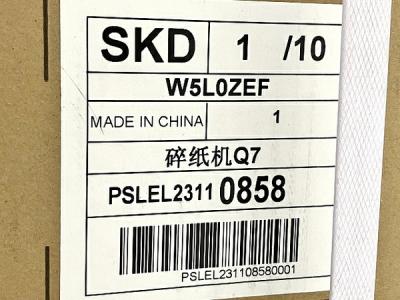 SKD 1 /10
W5L0ZEF
MADE IN CHINA 1
碎纸机Q7
PSLEL2311 0858
PSLEL231108580001